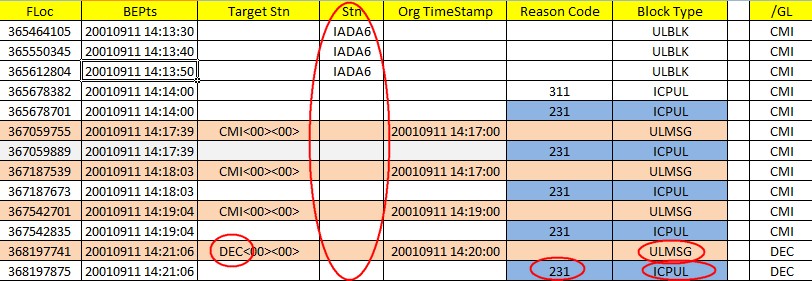 FLoc BEPts Target Stn Stn Org TimeStamp Reason Code Block Type /GL
365464105 20010911 14:13:30 IADA6 ULBLK CMI
365550345 20010911 14:13:40 IADA6 ULBLK CMI
365612804 20010911 14:13:50 IADA6 ULBLK CMI
365678382 20010911 14:14:00 311 ICPUL CMI
365678701 20010911 14:14:00 231 ICPUL CMI
367059755 20010911 14:17:39 CMI<00><00> 20010911 14:17:00 ULMSG CMI
367059889 20010911 14:17:39 231 ICPUL CMI
367187539 20010911 14:18:03 CMI<00><00> 20010911 14:17:00 ULMSG CMI
367187673 20010911 14:18:03 231 ICPUL CMI
367542701 20010911 14:19:04 CMI<00><00> 20010911 14:19:00 ULMSG CMI
367542835 20010911 14:19:04 231 ICPUL CMI
368197741 20010911 14:21:06 DEC<00><00> 20010911 14:20:00 ULMSG DEC
368197875 20010911 14:21:06 231 ICPUL DEC